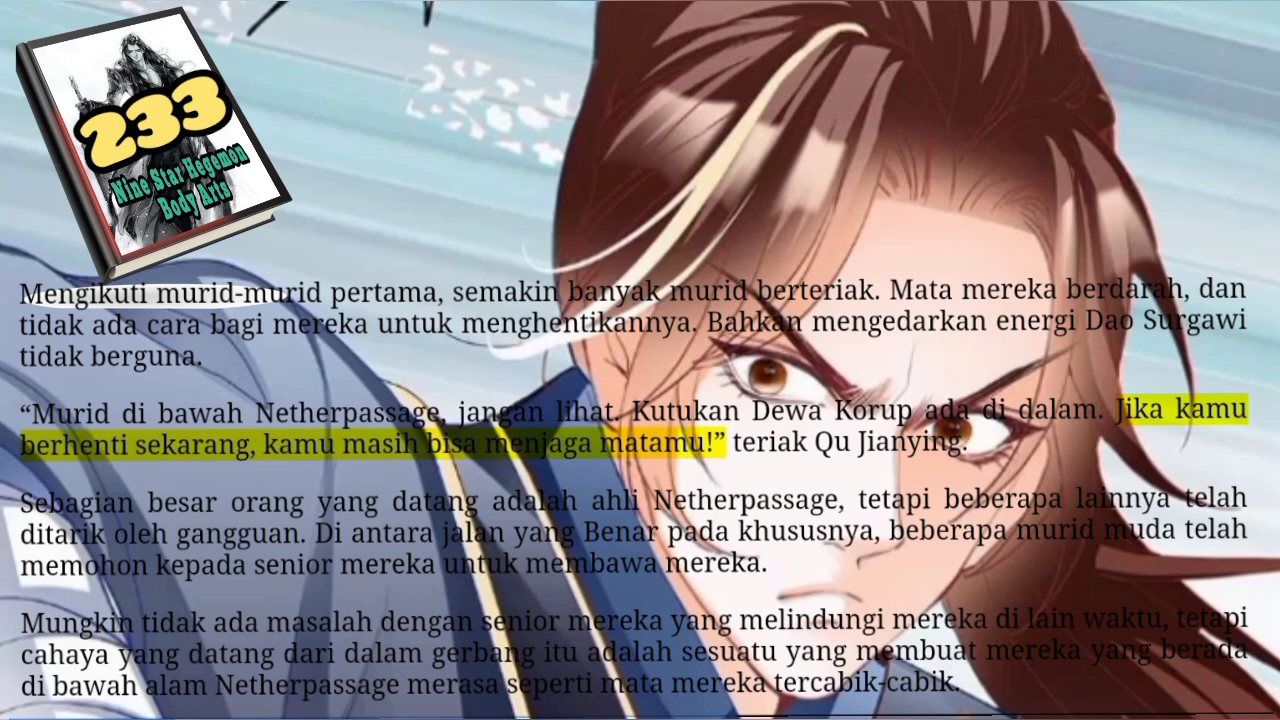 233
Nine Star Hegemon
Body Arts
Mengikuti murid-murid pertama, semakin banyak murid berteriak. Mata mereka berdarah, dan
tidak ada cara bagi mereka untuk menghentikannya. Bahkan mengedarkan energi Dao Surgawi
tidak berguna.
“Murid di bawah Netherpassage, jangan lihat. Kutukan Dewa Korup ada di dalam. Jika kamu
berhenti sekarang, kamu masih bisa menjaga matamu!” teriak Qu Jianying.
Sebagian besar orang yang datang adalah ahli Netherpassage, tetapi beberapa lainnya telah
ditarik oleh gangguan. Di antara jalan yang Benar pada khususnya, beberapa murid muda telah
memohon kepada senior mereka untuk membawa mereka.
Mungkin tidak ada masalah dengan senior mereka yang melindungi mereka di lain waktu, tetapi
cahaya yang datang dari dalam gerbang itu adalah sesuatu yang membuat mereka yang berada
di bawah alam Netherpassage merasa seperti mata mereka tercabik-cabik.